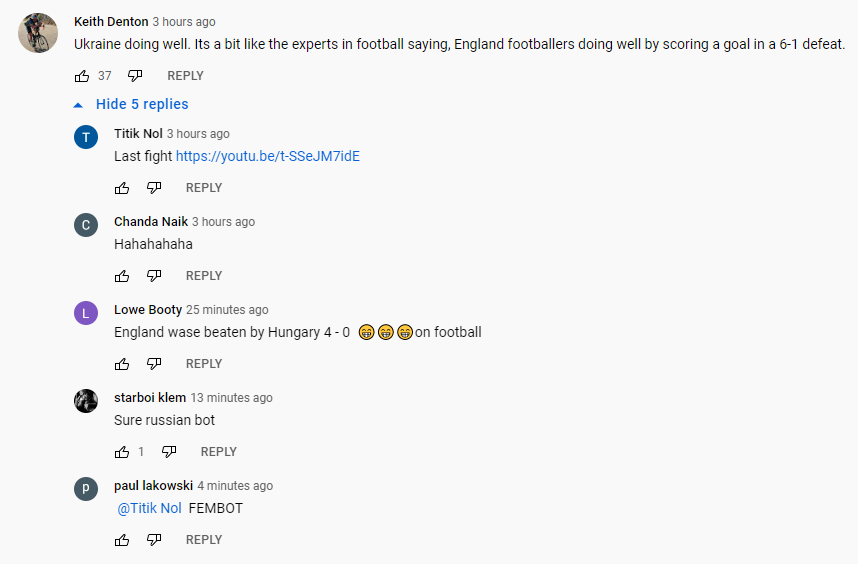 Keith Denton 3 hours ago
Ukraine doing well. Its a bit like the experts in football saying, England footballers doing well by scoring a goal in a 6-1 defeat.
37 REPLY
Hide 5 replies
T
Titik Nol 3 hours ago
Last fight https://youtu.be/t-SSeJM7idE
REPLY
C
Chanda Naik 3 hours ago
Hahahahaha
REPLY
L
Lowe Booty 25 minutes ago
England wase beaten by Hungary 4 - 0 😁😁😁on football
REPLY
starboi klem 13 minutes ago
Sure russian bot
1 REPLY
P
paul lakowski 4 minutes ago
@Titik Nol FEMBOT
REPLY